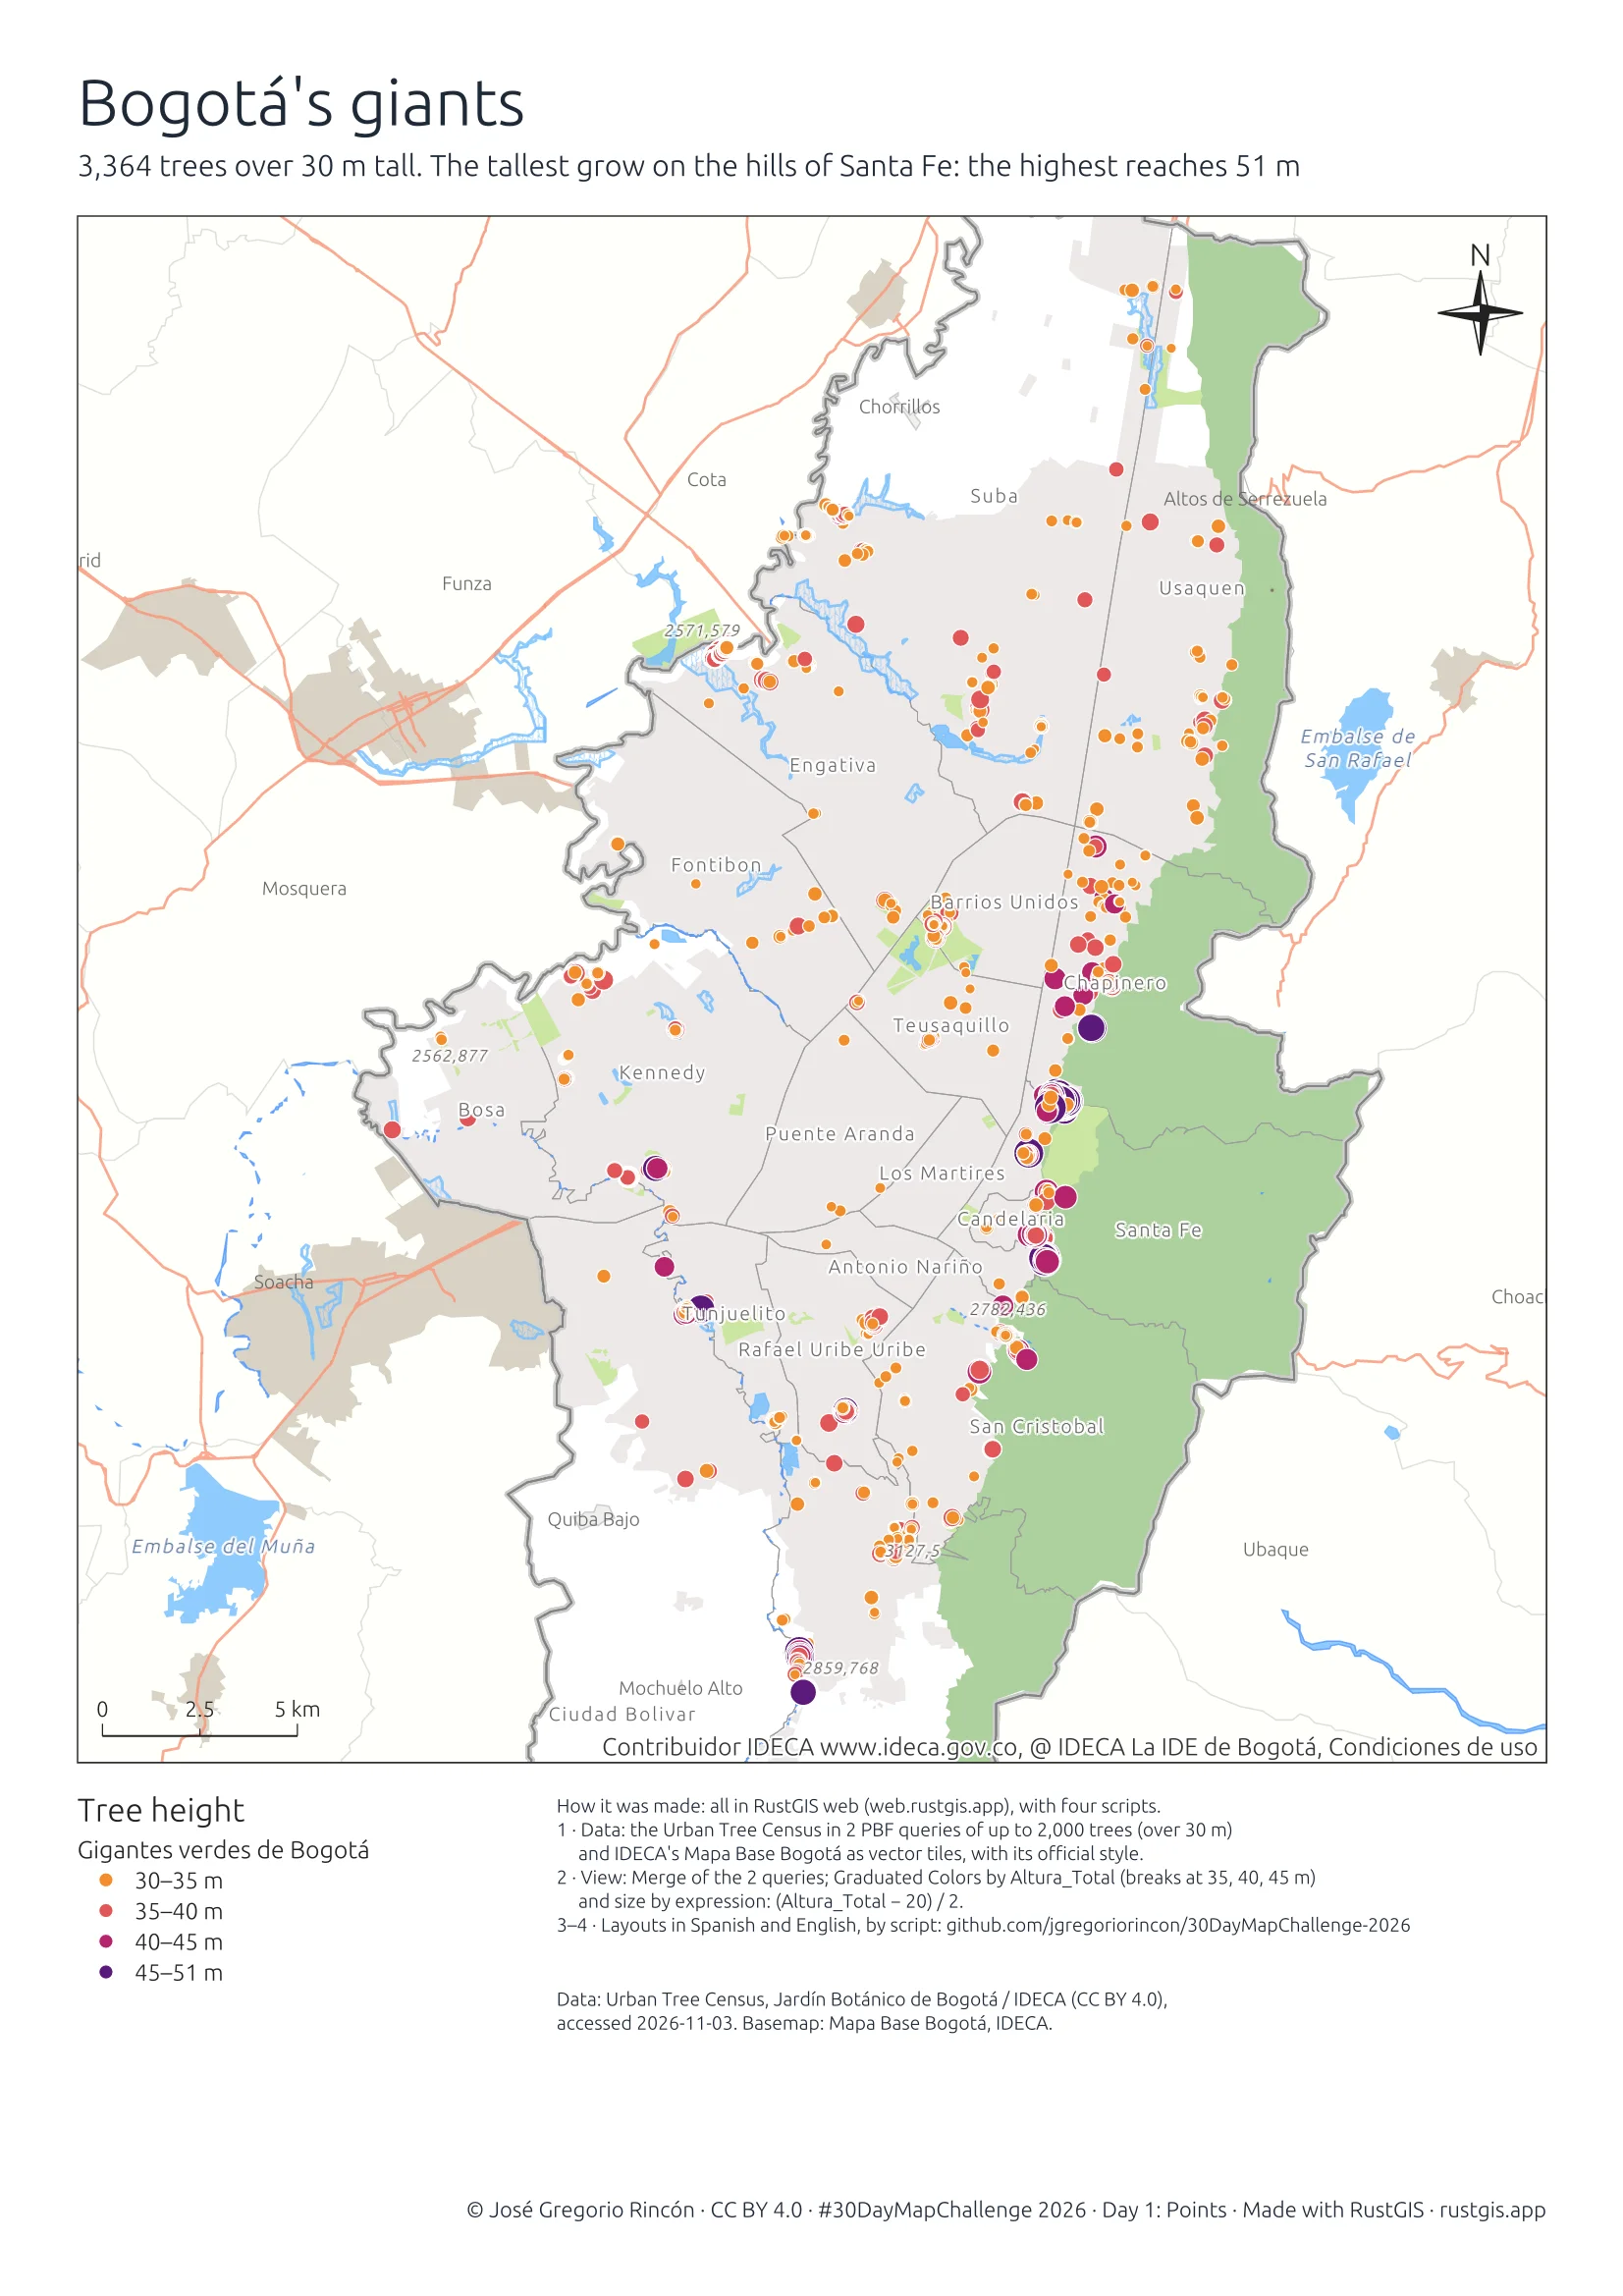 Bogotá's giants
3,364 trees over 30 m tall. The tallest grow on the hills of Santa Fe: the highest reaches 51 m
N
Chorrillos
Cota
Suba
Altos de Serrezuela
rid
Funza
Usaquen
2571,579
Embalse de
San Rafael
Engativa
Fontibon
Mosquera
Barrios Unidos
Chapinero
Teusaquillo
2562,877
Kennedy
Bosa
Puente Aranda
Los Martires
Candelaria
Santa Fe
Antonio Nariño
Soacha
Choac
2782,436
Tunjuelito
Rafael Uribe Uribe
San Cristobal
Quiba Bajo
Embalse del Muña
3127,5
Ubaque
2859,768
Mochuelo Alto
Ciudad Bolivar
0 2.5 5 km
Contribuidor IDECA www.ideca.gov.co, @ IDECA La IDE de Bogotá, Condiciones de uso
Tree height
Gigantes verdes de Bogotá
30–35 m
35–40 m
40–45 m
45–51 m
How it was made: all in RustGIS web (web.rustgis.app), with four scripts.
1 · Data: the Urban Tree Census in 2 PBF queries of up to 2,000 trees (over 30 m)
and IDECA's Mapa Base Bogotá as vector tiles, with its official style.
2 · View: Merge of the 2 queries; Graduated Colors by Altura_Total (breaks at 35, 40, 45 m)
and size by expression: (Altura_Total − 20) / 2.
3–4 · Layouts in Spanish and English, by script: github.com/jgregoriorincon/30DayMapChallenge-2026
Data: Urban Tree Census, Jardín Botánico de Bogotá / IDECA (CC BY 4.0),
accessed 2026-11-03. Basemap: Mapa Base Bogotá, IDECA.
© José Gregorio Rincón · CC BY 4.0 · #30DayMapChallenge 2026 · Day 1: Points · Made with RustGIS · rustgis.app